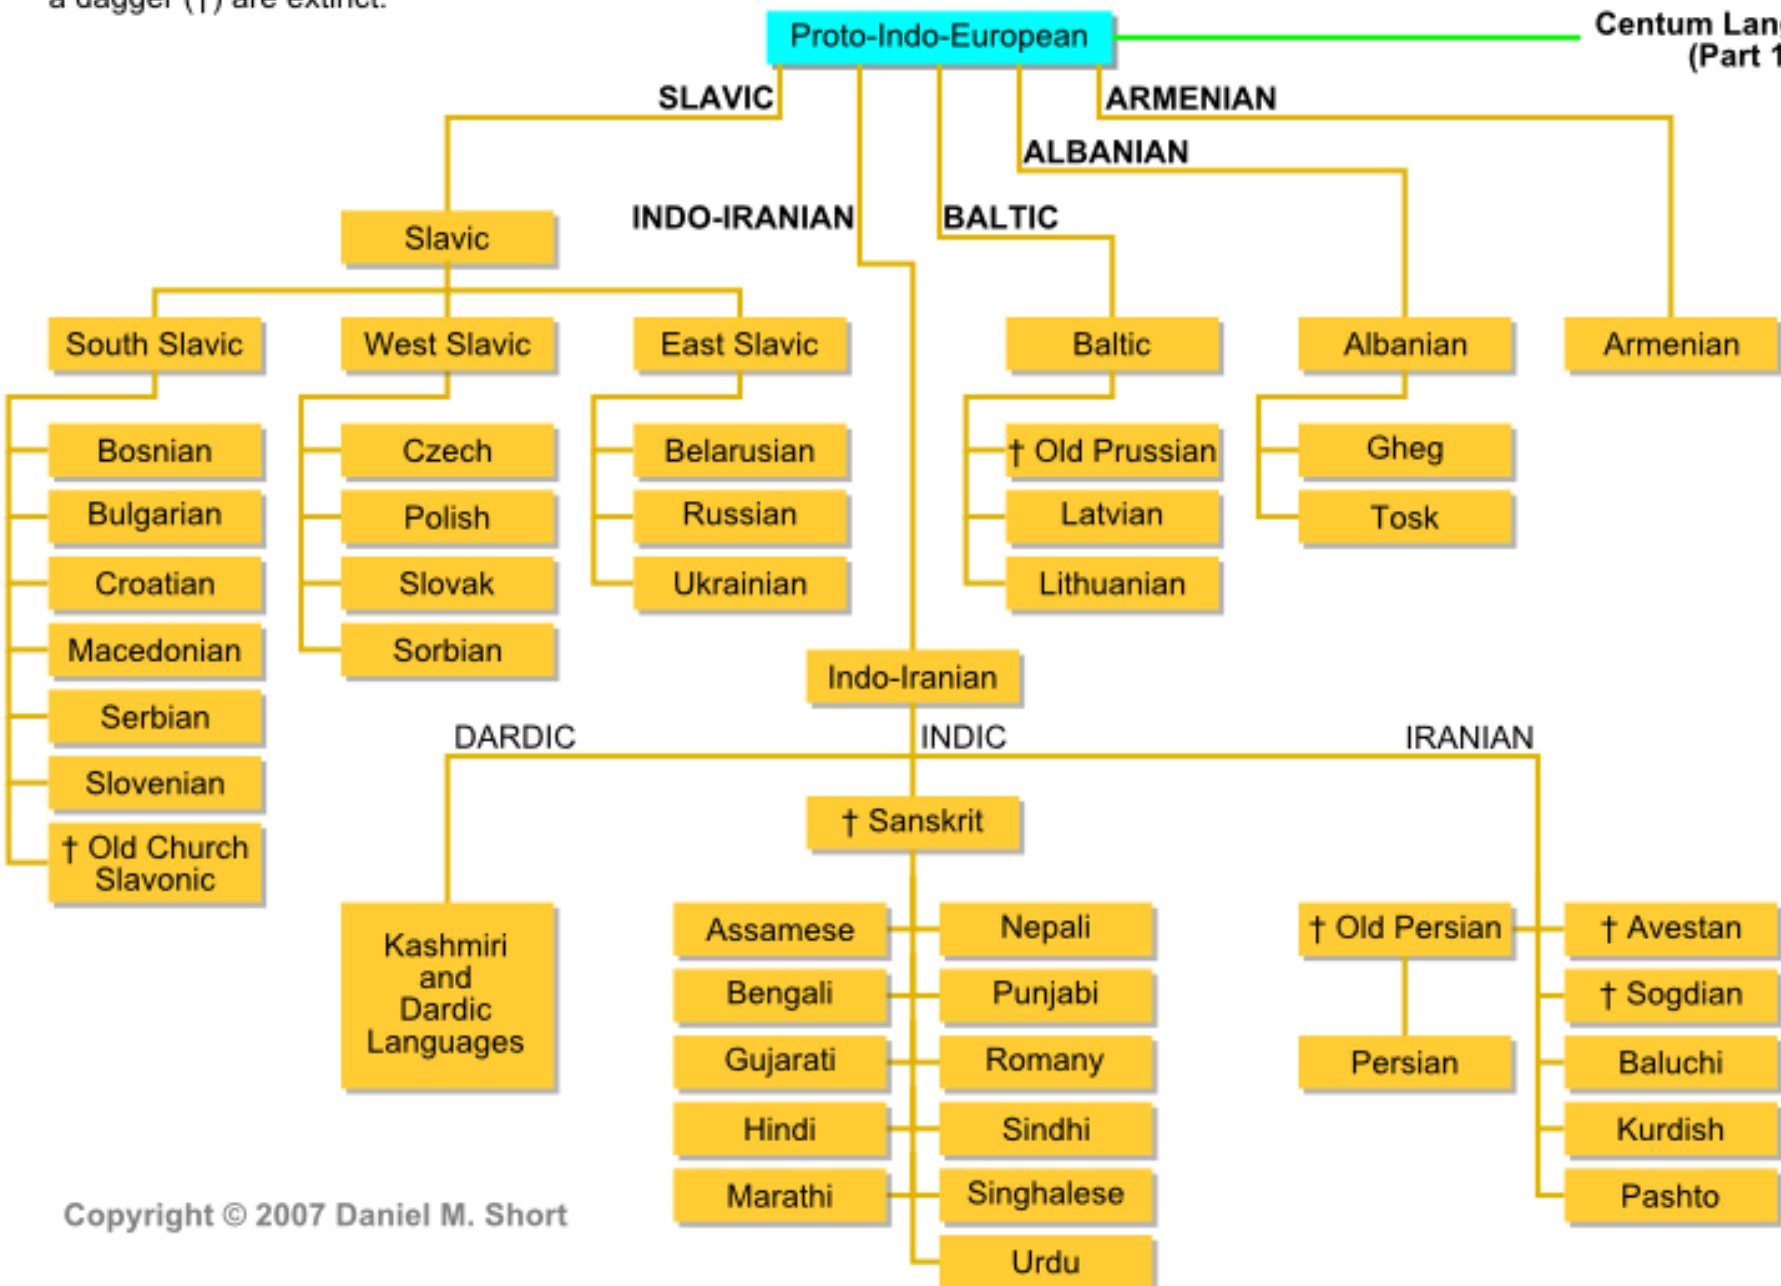 a dagger (†) are extinct.
Proto-Indo-European
Centum
(Part 1
SLAVIC
ARMENIAN
ALBANIAN
INDO-IRANIAN
BALTIC
Slavic
South Slavic
West Slavic
East Slavic
Baltic
Albanian
Armenian
Bosnian
Czech
Belarusian
† Old Prussian
Gheg
Bulgarian
Polish
Russian
Latvian
Tosk
Croatian
Slovak
Ukrainian
Lithuanian
Macedonian
Sorbian
Indo-Iranian
Serbian
DARDIC
INDIC
IRANIAN
Slovenian
† Sanskrit
† Old Church
Slavonic
Kashmiri
and
Dardic
Languages
Assamese
Nepali
† Old Persian
† Avestan
Bengali
Punjabi
† Sogdian
Gujarati
Romany
Persian
Baluchi
Hindi
Sindhi
Kurdish
Marathi
Singhalese
Pashto
Urdu
Copyright © 2007 Daniel M. Short